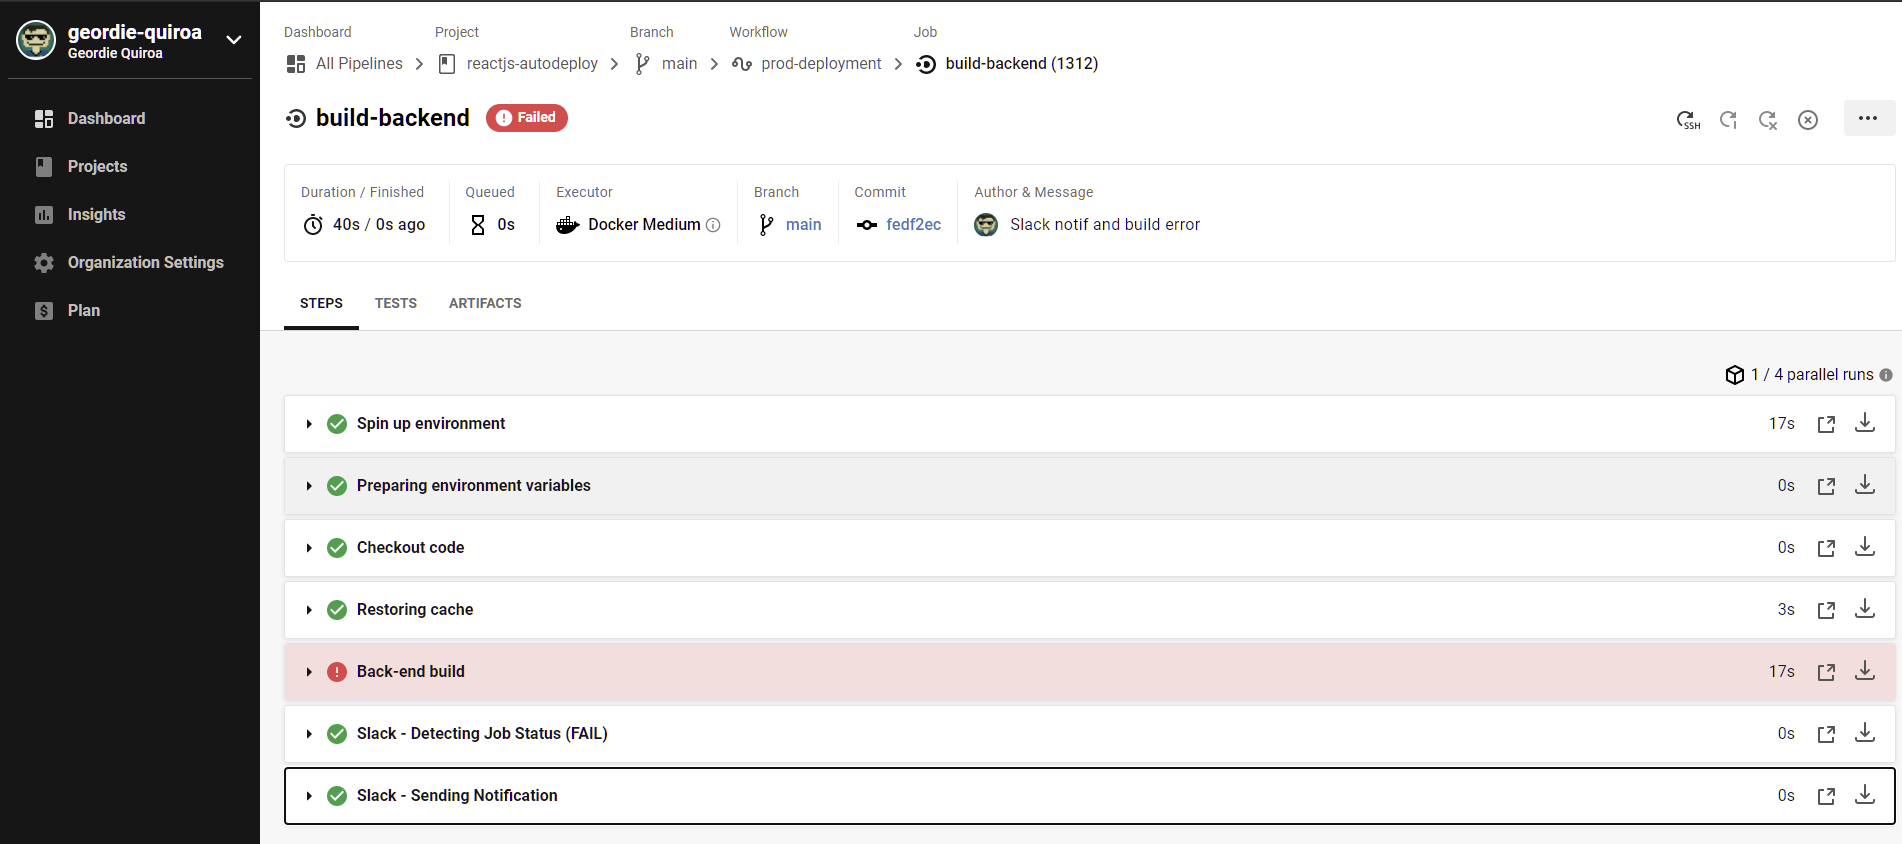 geordie-quiroa
Geordie Quiroa
Dashboard
Projects
Insights
Organization Settings
Plan
Dashboard Project Branch Workflow Job
All Pipelines reactjs-autodeploy main prod-deployment build-backend (1312)
build-backend Failed
SSH
Duration / Finished Queued Executor Branch Commit Author & Message
40s / 0s ago 0s Docker Medium main fedf2ec Slack notif and build error
STEPS TESTS ARTIFACTS
1 / 4 parallel runs
Spin up environment 17s
Preparing environment variables 0s
Checkout code 0s
Restoring cache 3s
Back-end build 17s
Slack - Detecting Job Status (FAIL) 0s
Slack - Sending Notification 0s